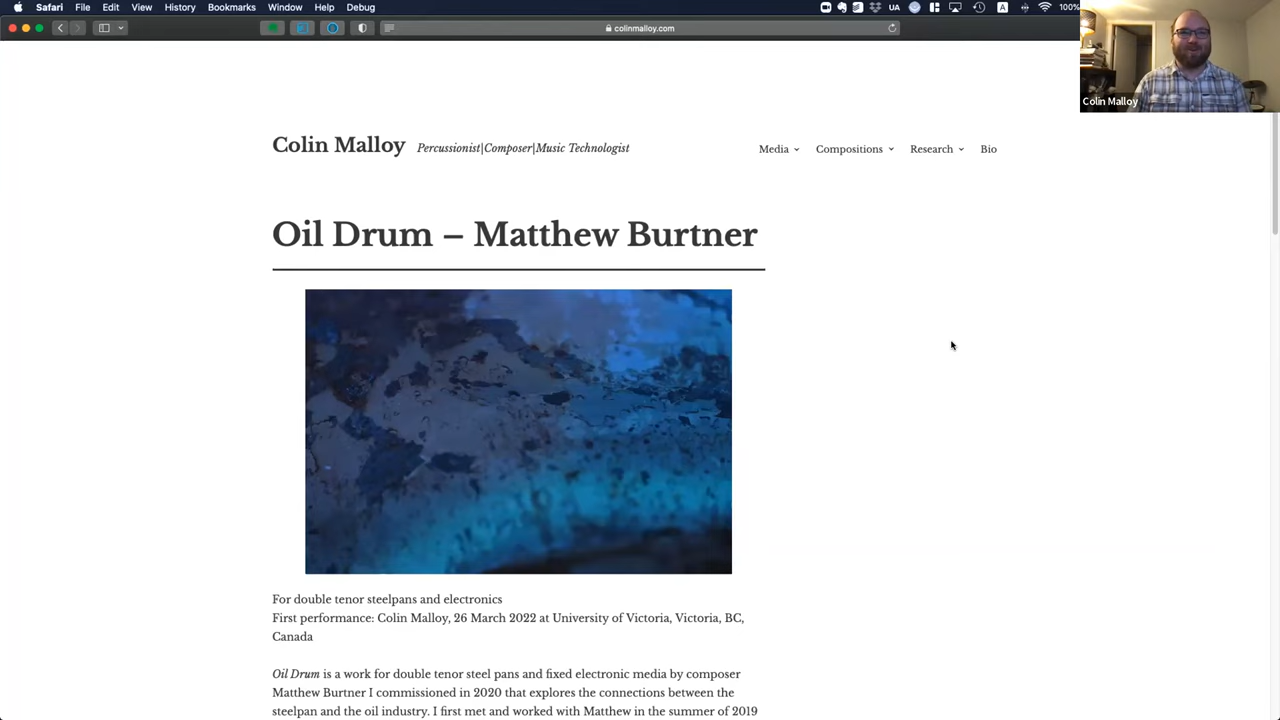 Safari File Edit View History Bookmarks Window Help Debug
UA
100%
colinmalloy.com
Colin Malloy
Colin Malloy Percussionist|Composer|Music Technologist
Media Compositions Research Bio
Oil Drum – Matthew Burtner
For double tenor steelpans and electronics
First performance: Colin Malloy, 26 March 2022 at University of Victoria, Victoria, BC,
Canada
Oil Drum is a work for double tenor steel pans and fixed electronic media by composer
Matthew Burtner I commissioned in 2020 that explores the connections between the
steelpan and the oil industry. I first met and worked with Matthew in the summer of 2019